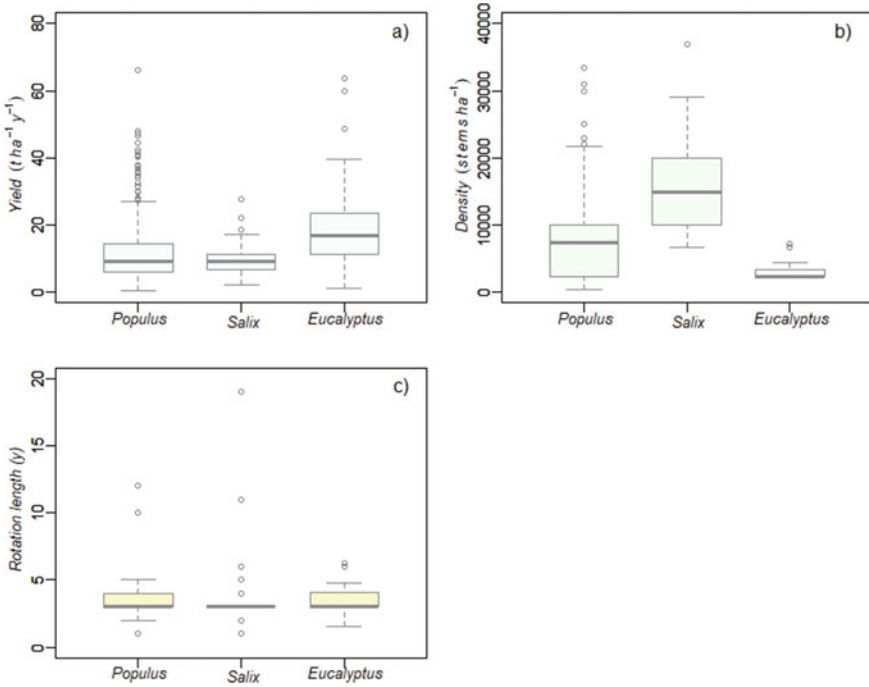 a)
Yield (t ha⁻¹ y⁻¹)
80
60
40
20
0
Populus Salix Eucalyptus
b)
Density (stems ha⁻¹)
40000
30000
20000
10000
0
Populus Salix Eucalyptus
c)
Rotation length (y)
20
15
10
5
0
Populus Salix Eucalyptus